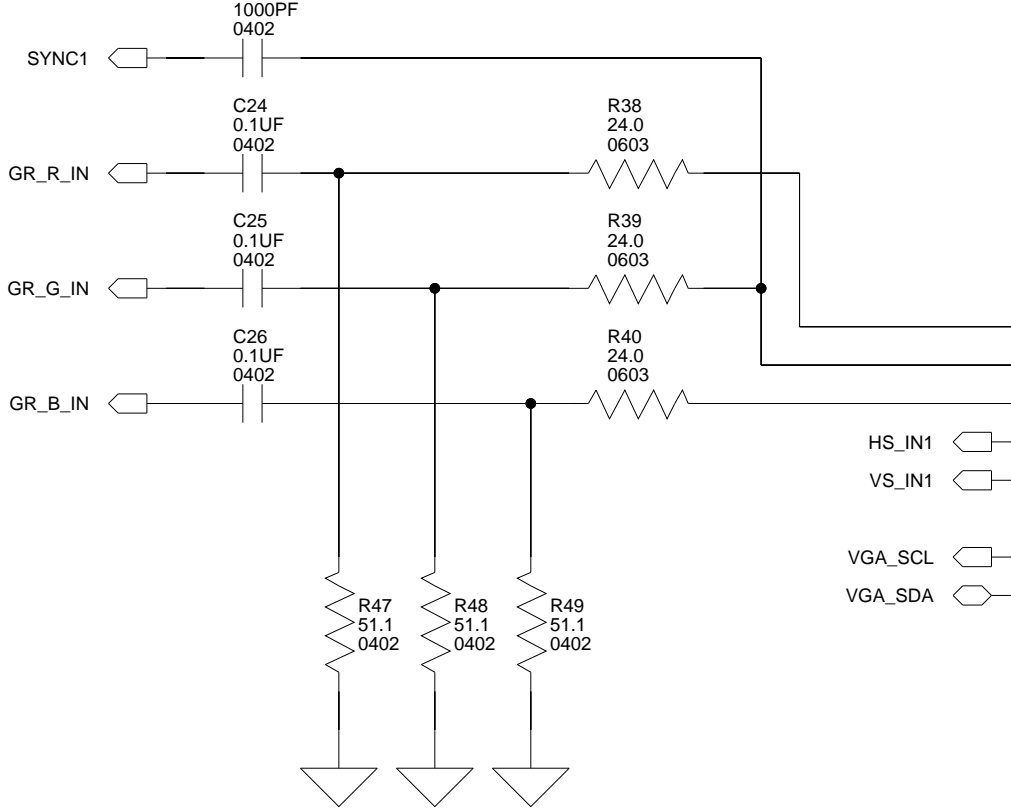 1000PF
0402
SYNC1
C24
0.1UF
0402
R38
24.0
0603
GR_R_IN
C25
0.1UF
0402
R39
24.0
0603
GR_G_IN
C26
0.1UF
0402
R40
24.0
0603
GR_B_IN
HS_IN1
VS_IN1
VGA_SCL
VGA_SDA
R47
51.1
0402
R48
51.1
0402
R49
51.1
0402